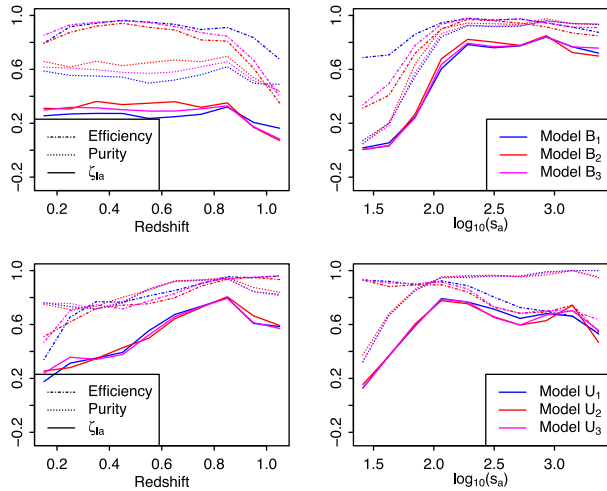 1.0
0.6
0.2
-0.2
Efficiency
Purity
ζIa
0.2 0.4 0.6 0.8 1.0
Redshift
1.0
0.6
0.2
-0.2
Model B1
Model B2
Model B3
1.5 2.0 2.5 3.0
log10(sa)
1.0
0.6
0.2
-0.2
Efficiency
Purity
ζIa
0.2 0.4 0.6 0.8 1.0
Redshift
1.0
0.6
0.2
-0.2
Model U1
Model U2
Model U3
1.5 2.0 2.5 3.0
log10(sa)